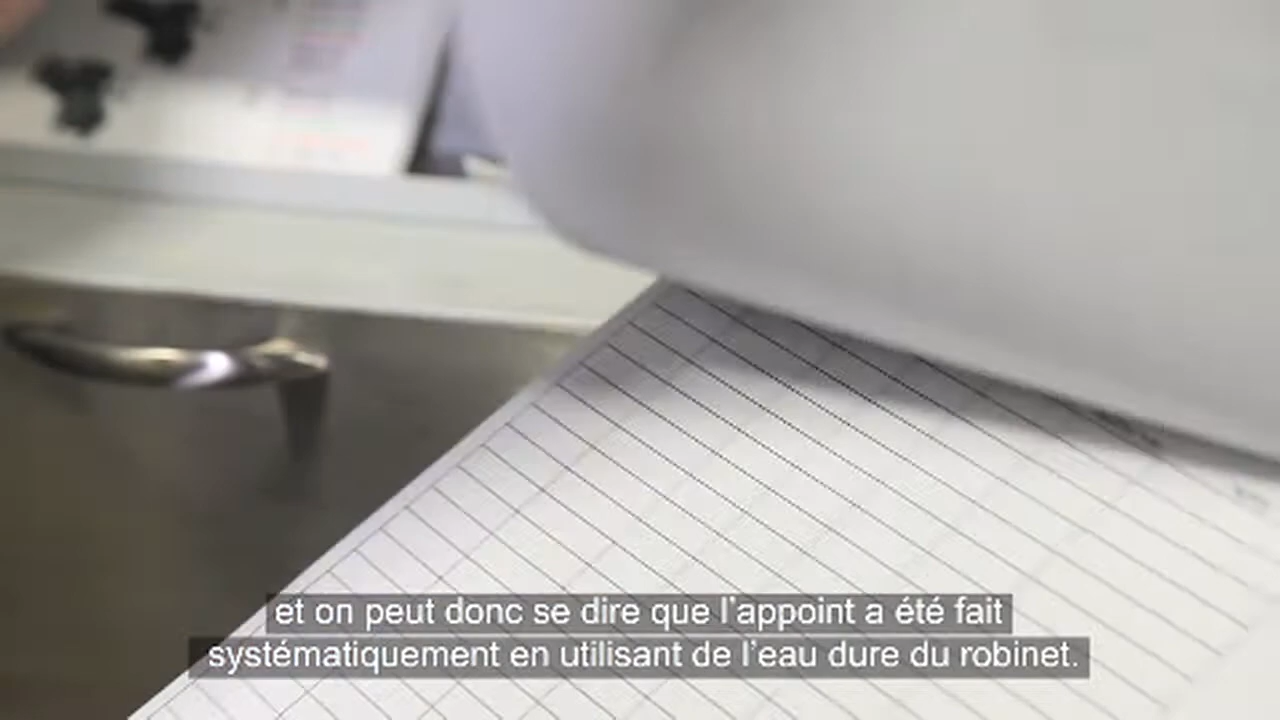 et on peut donc se dire que l'appoint a été fait
systématiquement en utilisant de l'eau dure du robinet.